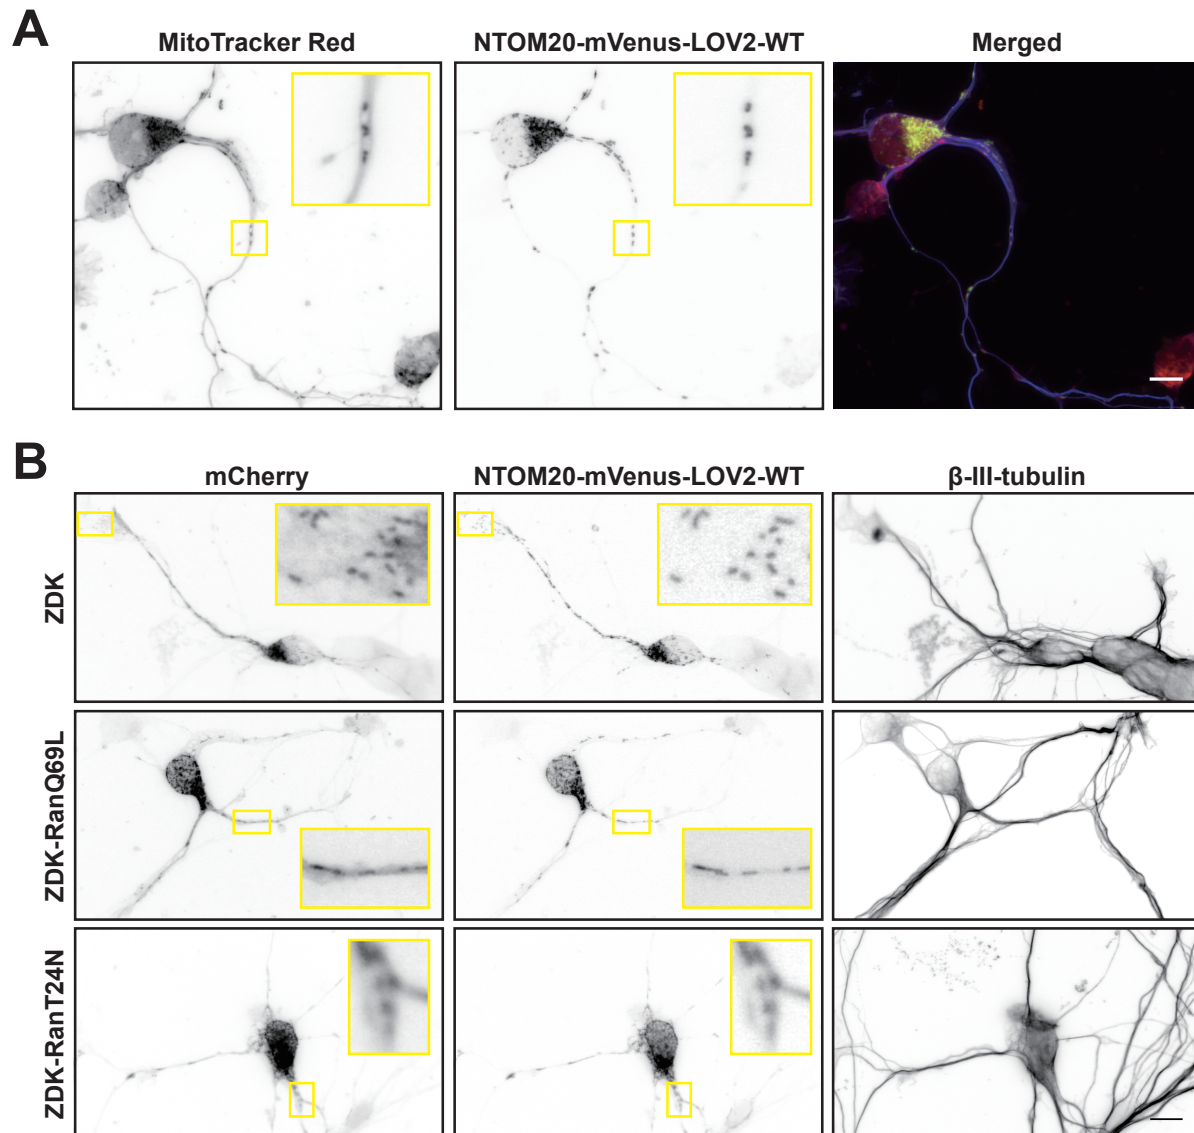 A
MitoTracker Red
NTOM20-mVenus-LOV2-WT
Merged
B
mCherry
NTOM20-mVenus-LOV2-WT
β-III-tubulin
ZDK
ZDK-RanQ69L
ZDK-RanT24N